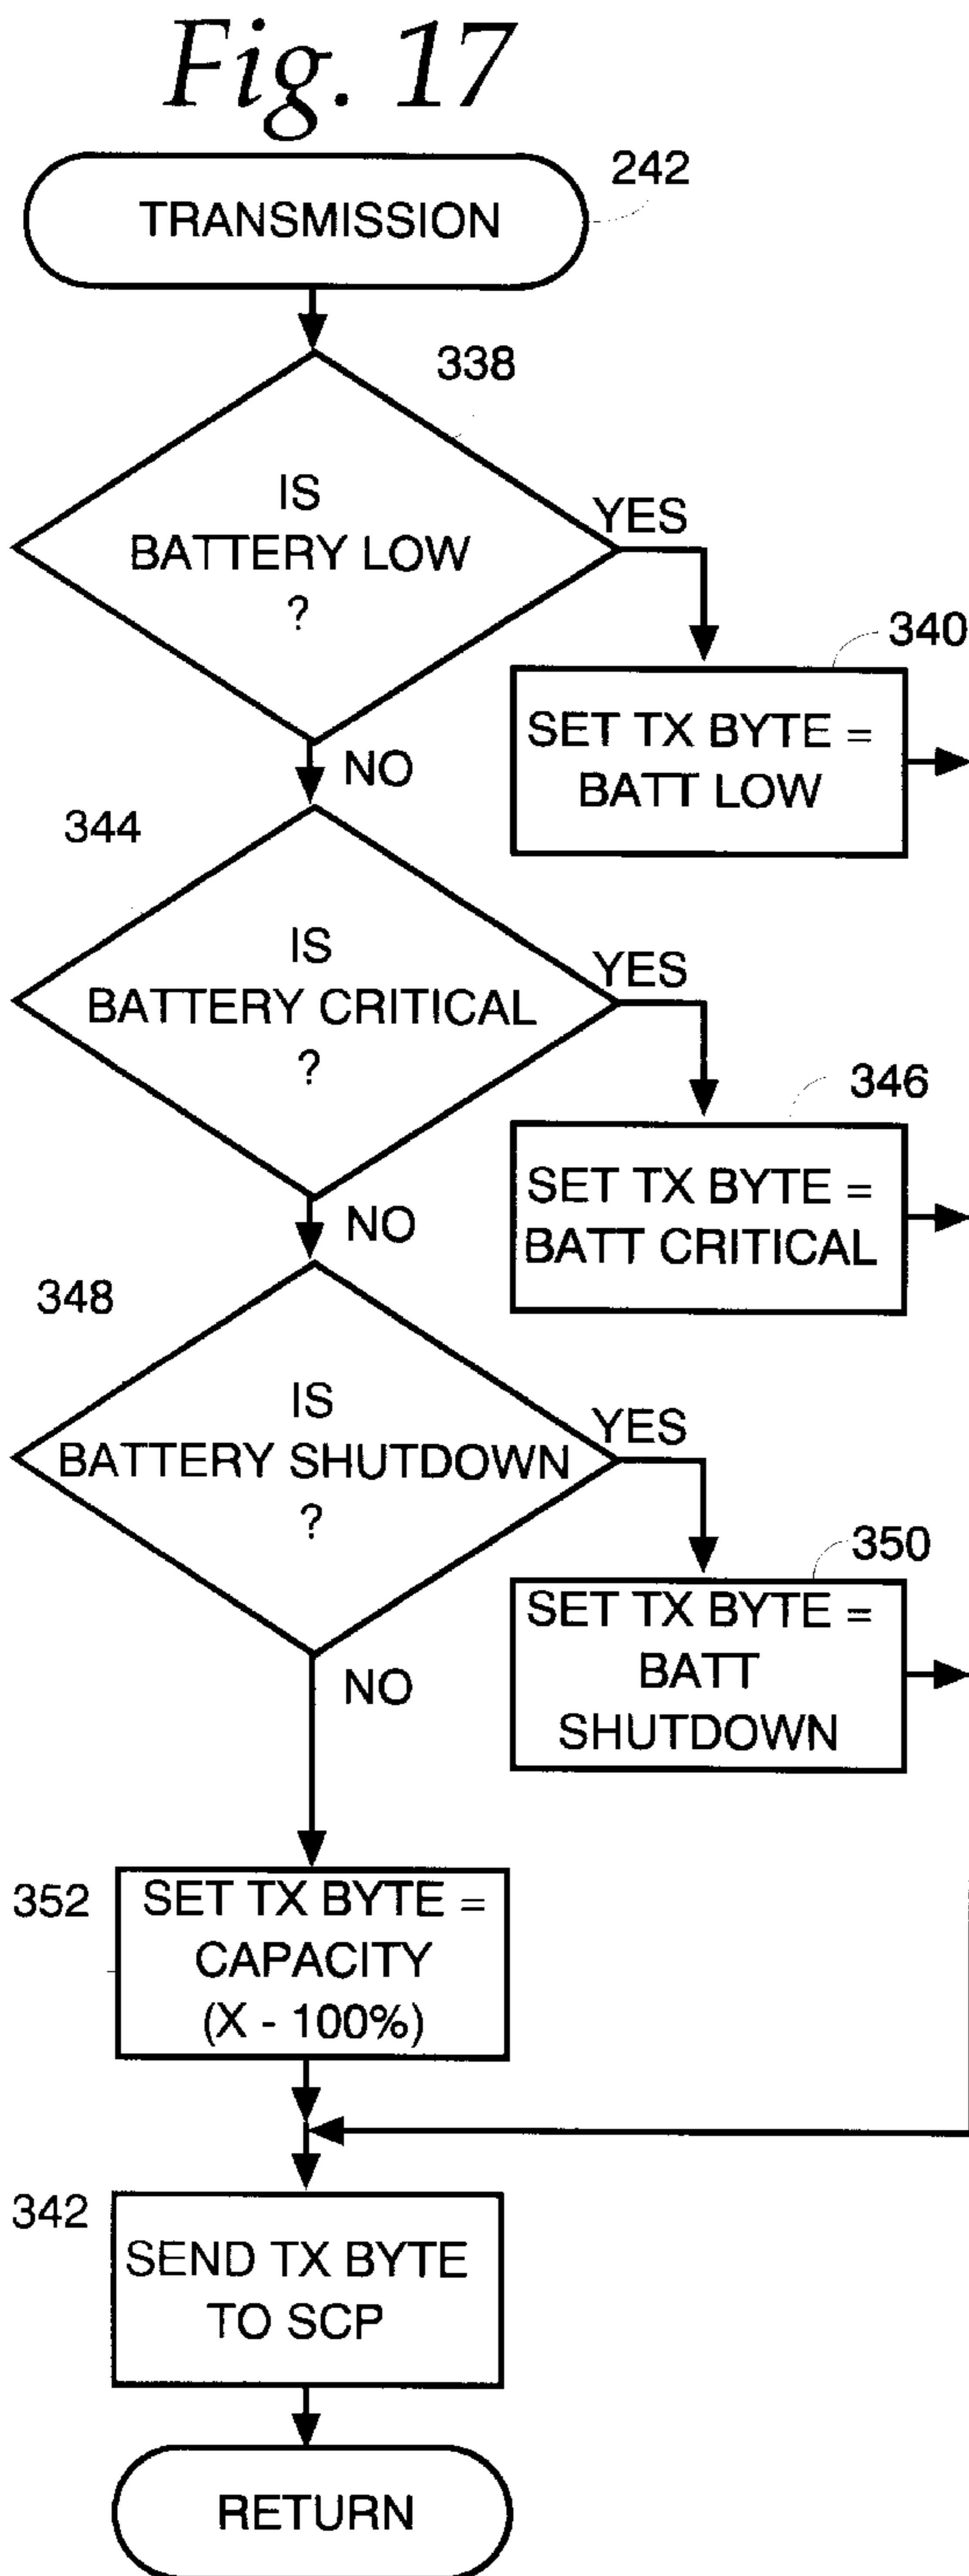 Fig. 17
242
TRANSMISSION
338
IS
BATTERY LOW
?
YES
340
SET TX BYTE =
BATT LOW
NO
344
IS
BATTERY CRITICAL
?
YES
346
SET TX BYTE =
BATT CRITICAL
NO
348
IS
BATTERY SHUTDOWN
?
YES
350
SET TX BYTE =
BATT
SHUTDOWN
NO
352
SET TX BYTE =
CAPACITY
(X - 100%)
342
SEND TX BYTE
TO SCP
RETURN